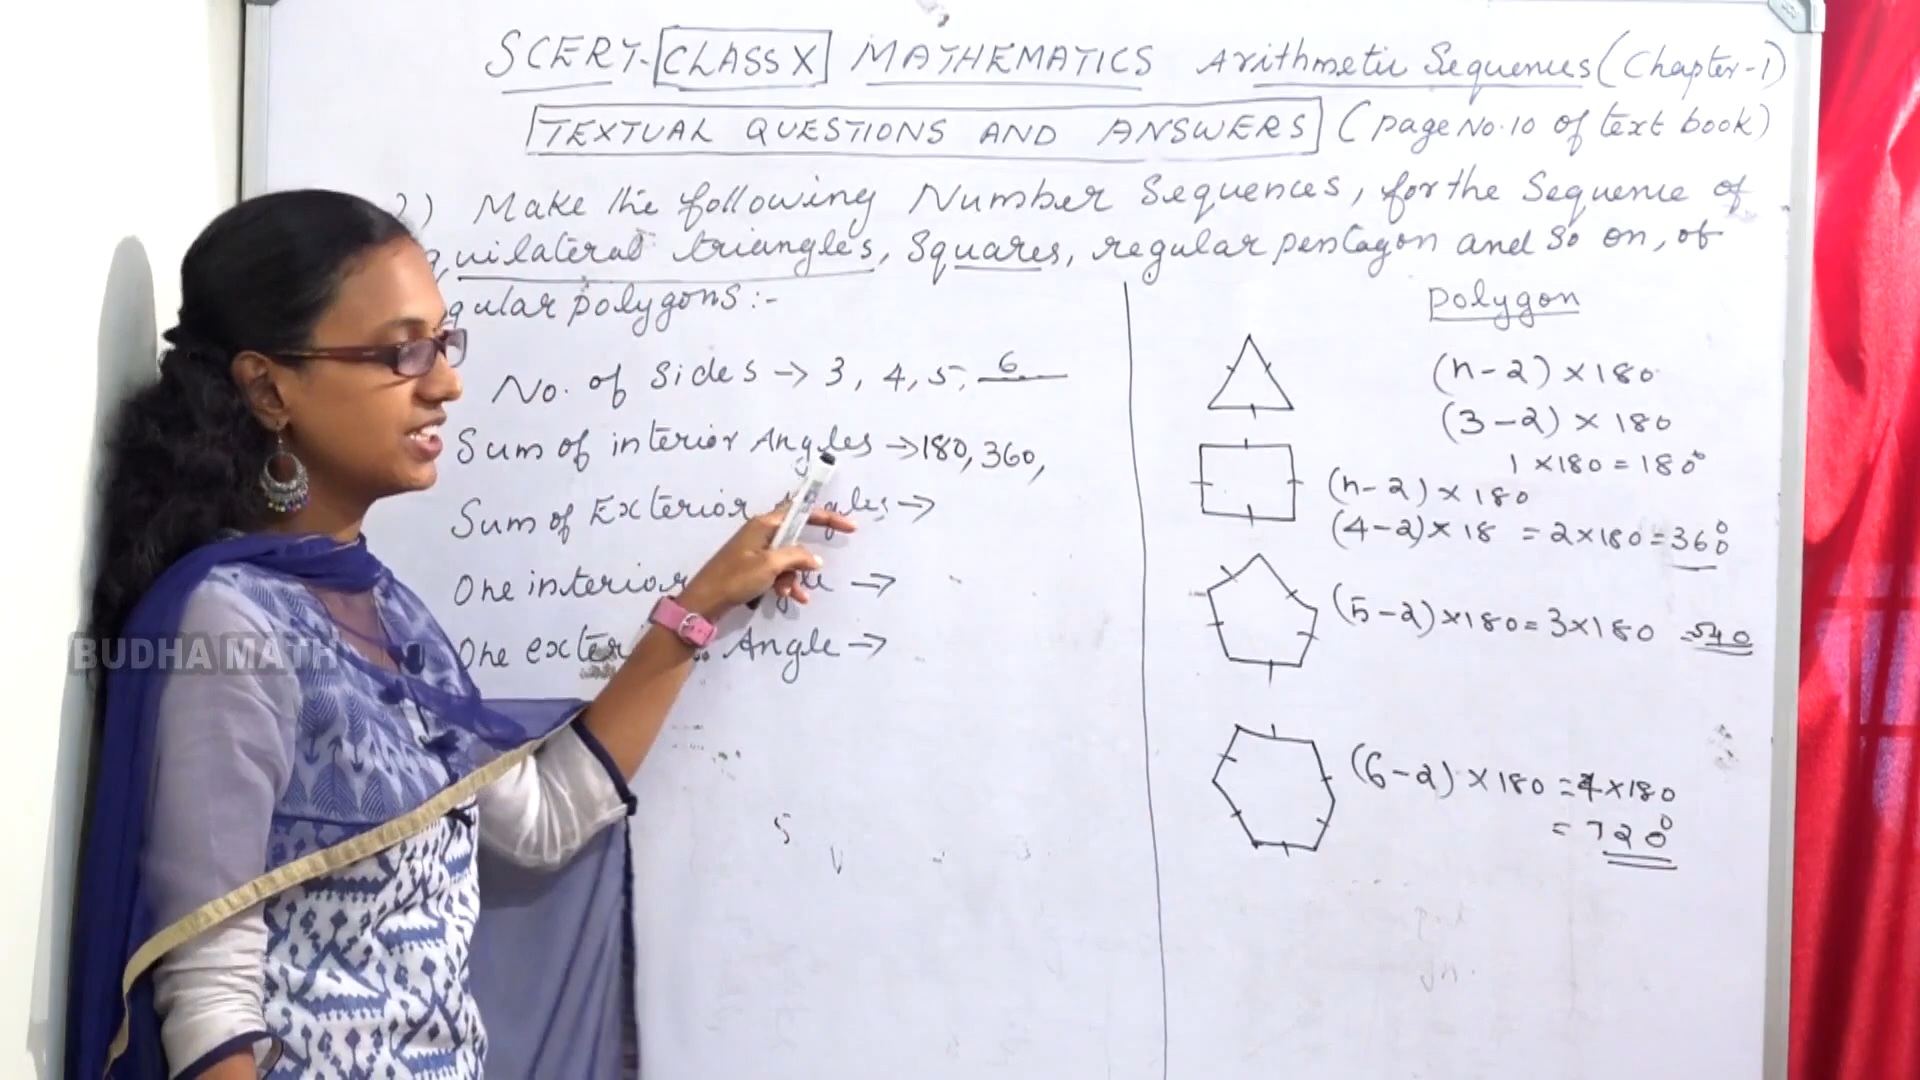 SCERT-CLASS X MATHEMATICS Arithmetic Sequences (Chapter-1)
TEXTUAL QUESTIONS AND ANSWERS (page No.10 of text book)
2) Make the following Number Sequences, for the Sequence of
quilateral triangles, Squares, regular pentagon and so on, of
gular polygons:-
No. of Sides → 3, 4, 5, 6
Sum of interior Angles → 180, 360,
Sum of Exterior Angles →
One interior →
One exter Angle →
polygon
(n-2) × 180
(3-2) × 180
1 × 180 = 180°
(n-2) × 180
(4-2) × 18 = 2 × 180 = 360°
(5-2) × 180 = 3 × 180 = 540
(6-2) × 180 = 4 × 180
= 720°
BUDHA MATH